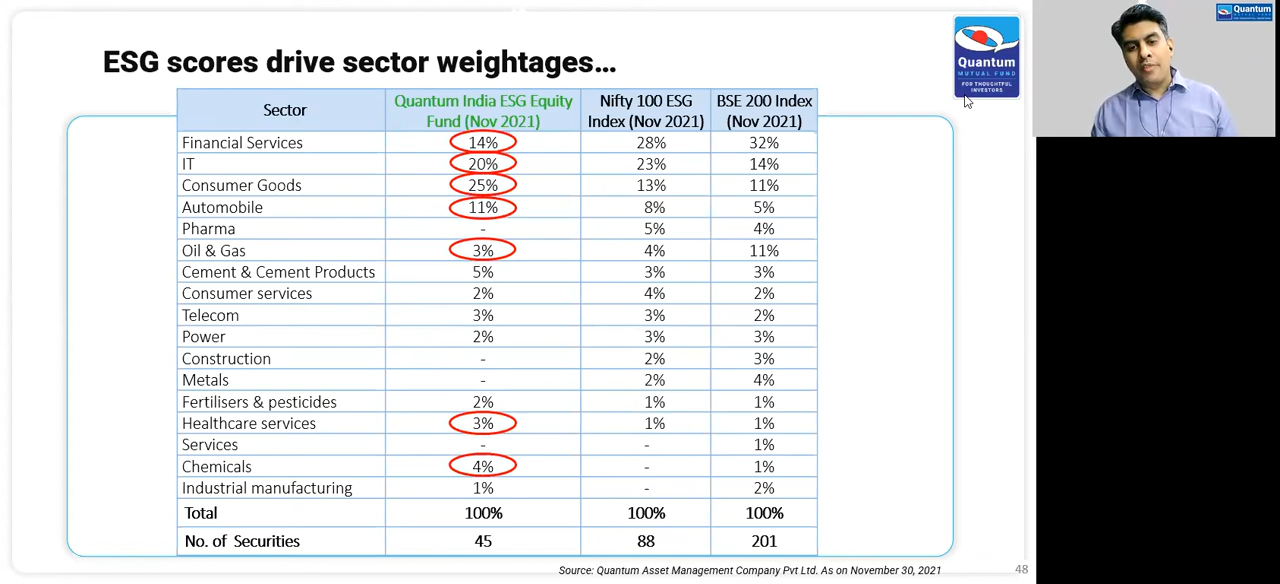 ESG scores drive sector weightages...
Quantum
MUTUAL FUND
FOR THOUGHTFUL
INVESTORS
Quantum
MUTUAL FUND
Sector Quantum India ESG Equity Fund (Nov 2021) Nifty 100 ESG Index (Nov 2021) BSE 200 Index (Nov 2021)
Financial Services 14% 28% 32%
IT 20% 23% 14%
Consumer Goods 25% 13% 11%
Automobile 11% 8% 5%
Pharma - 5% 4%
Oil & Gas 3% 4% 11%
Cement & Cement Products 5% 3% 3%
Consumer services 2% 4% 2%
Telecom 3% 3% 2%
Power 2% 3% 3%
Construction - 2% 3%
Metals - 2% 4%
Fertilisers & pesticides 2% 1% 1%
Healthcare services 3% 1% 1%
Services - - 1%
Chemicals 4% - 1%
Industrial manufacturing 1% - 2%
Total 100% 100% 100%
No. of Securities 45 88 201
Source: Quantum Asset Management Company Pvt Ltd. As on November 30, 2021
48